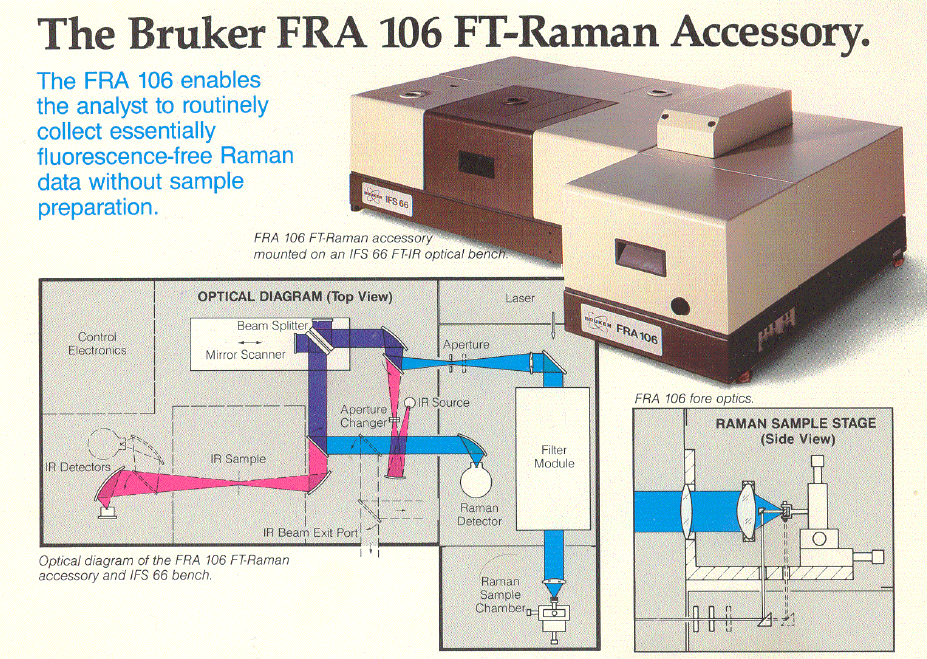 The Bruker FRA 106 FT-Raman Accessory.
The FRA 106 enables
the analyst to routinely
collect essentially
fluorescence-free Raman
data without sample
preparation.
BRUKER IFS 66
FRA 106 FT-Raman accessory
mounted on an IFS 66 FT-IR optical bench.
BRUKER FRA 106
OPTICAL DIAGRAM (Top View)
Laser
Control
Electronics
Beam Splitter
Mirror Scanner
Aperture
IR Source
Aperture
Changer
IR Detectors
IR Sample
Filter
Module
Raman
Detector
IR Beam Exit Port
Raman
Sample
Chamber
Optical diagram of the FRA 106 FT-Raman
accessory and IFS 66 bench.
FRA 106 fore optics.
RAMAN SAMPLE STAGE
(Side View)